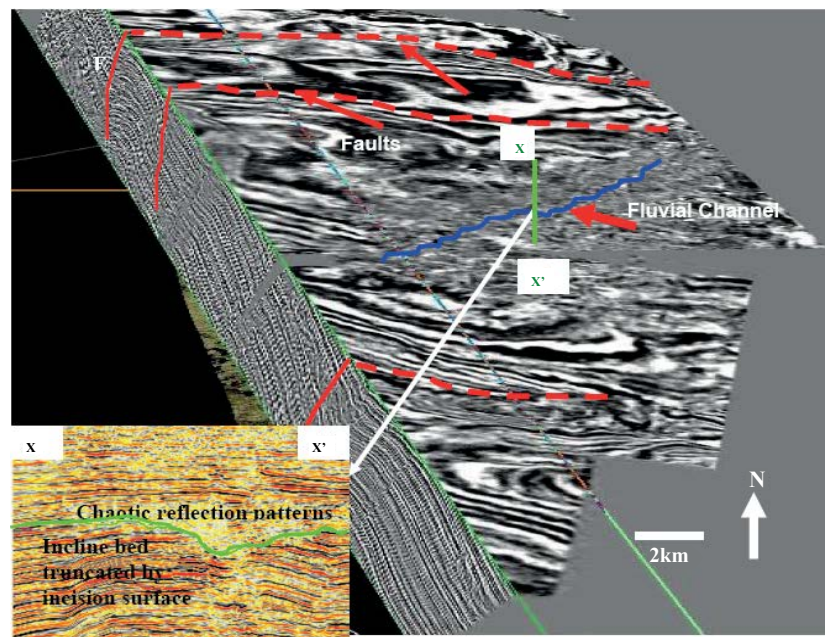 F
Faults
X
Fluvial Channel
X'
X
X'
Chaotic reflection patterns
Incline bed
truncated by
incision surface
N
2km